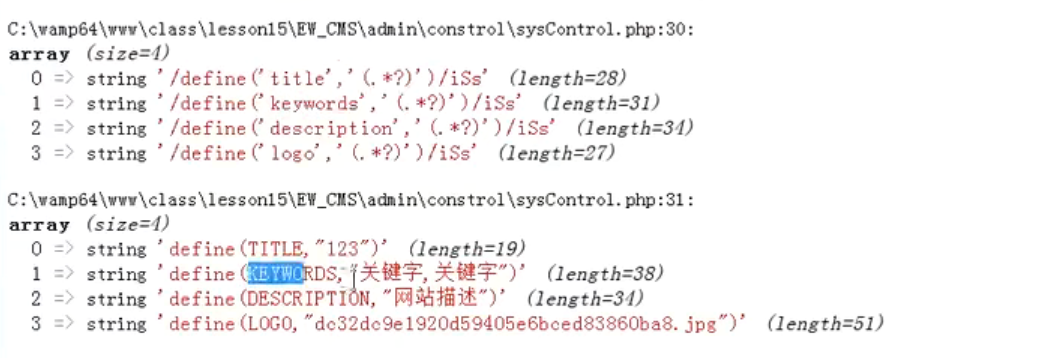 C:\wamp64\www\class\lesson15\EW_CMS\admin\constrol\sysControl.php:30:
array (size=4)
0 => string '/define('title','(.*?)')/iSs' (length=28)
1 => string '/define('keywords','(.*?)')/iSs' (length=31)
2 => string '/define('description','(.*?)')/iSs' (length=34)
3 => string '/define('logo','(.*?)')/iSs' (length=27)
C:\wamp64\www\class\lesson15\EW_CMS\admin\constrol\sysControl.php:31:
array (size=4)
0 => string 'define(TITLE,"123")' (length=19)
1 => string 'define(KEYWORDS,"关键字,关键字")' (length=38)
2 => string 'define(DESCRIPTION,"网站描述")' (length=34)
3 => string 'define(LOGO,"dc32dc9e1920d59405e6bced83860ba8.jpg")' (length=51)